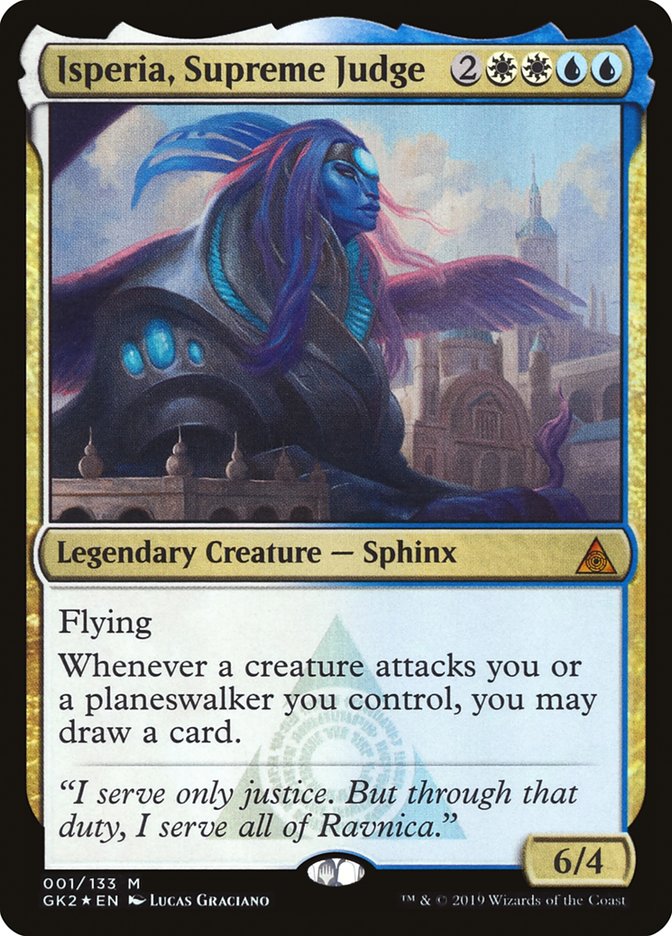 Isperia, Supreme Judge 2
Legendary Creature — Sphinx
Flying
Whenever a creature attacks you or
a planeswalker you control, you may
draw a card.
“I serve only justice. But through that
duty, I serve all of Ravnica.”
6/4
001/133 M
GK2★EN Lucas Graciano
™ & © 2019 Wizards of the Coast